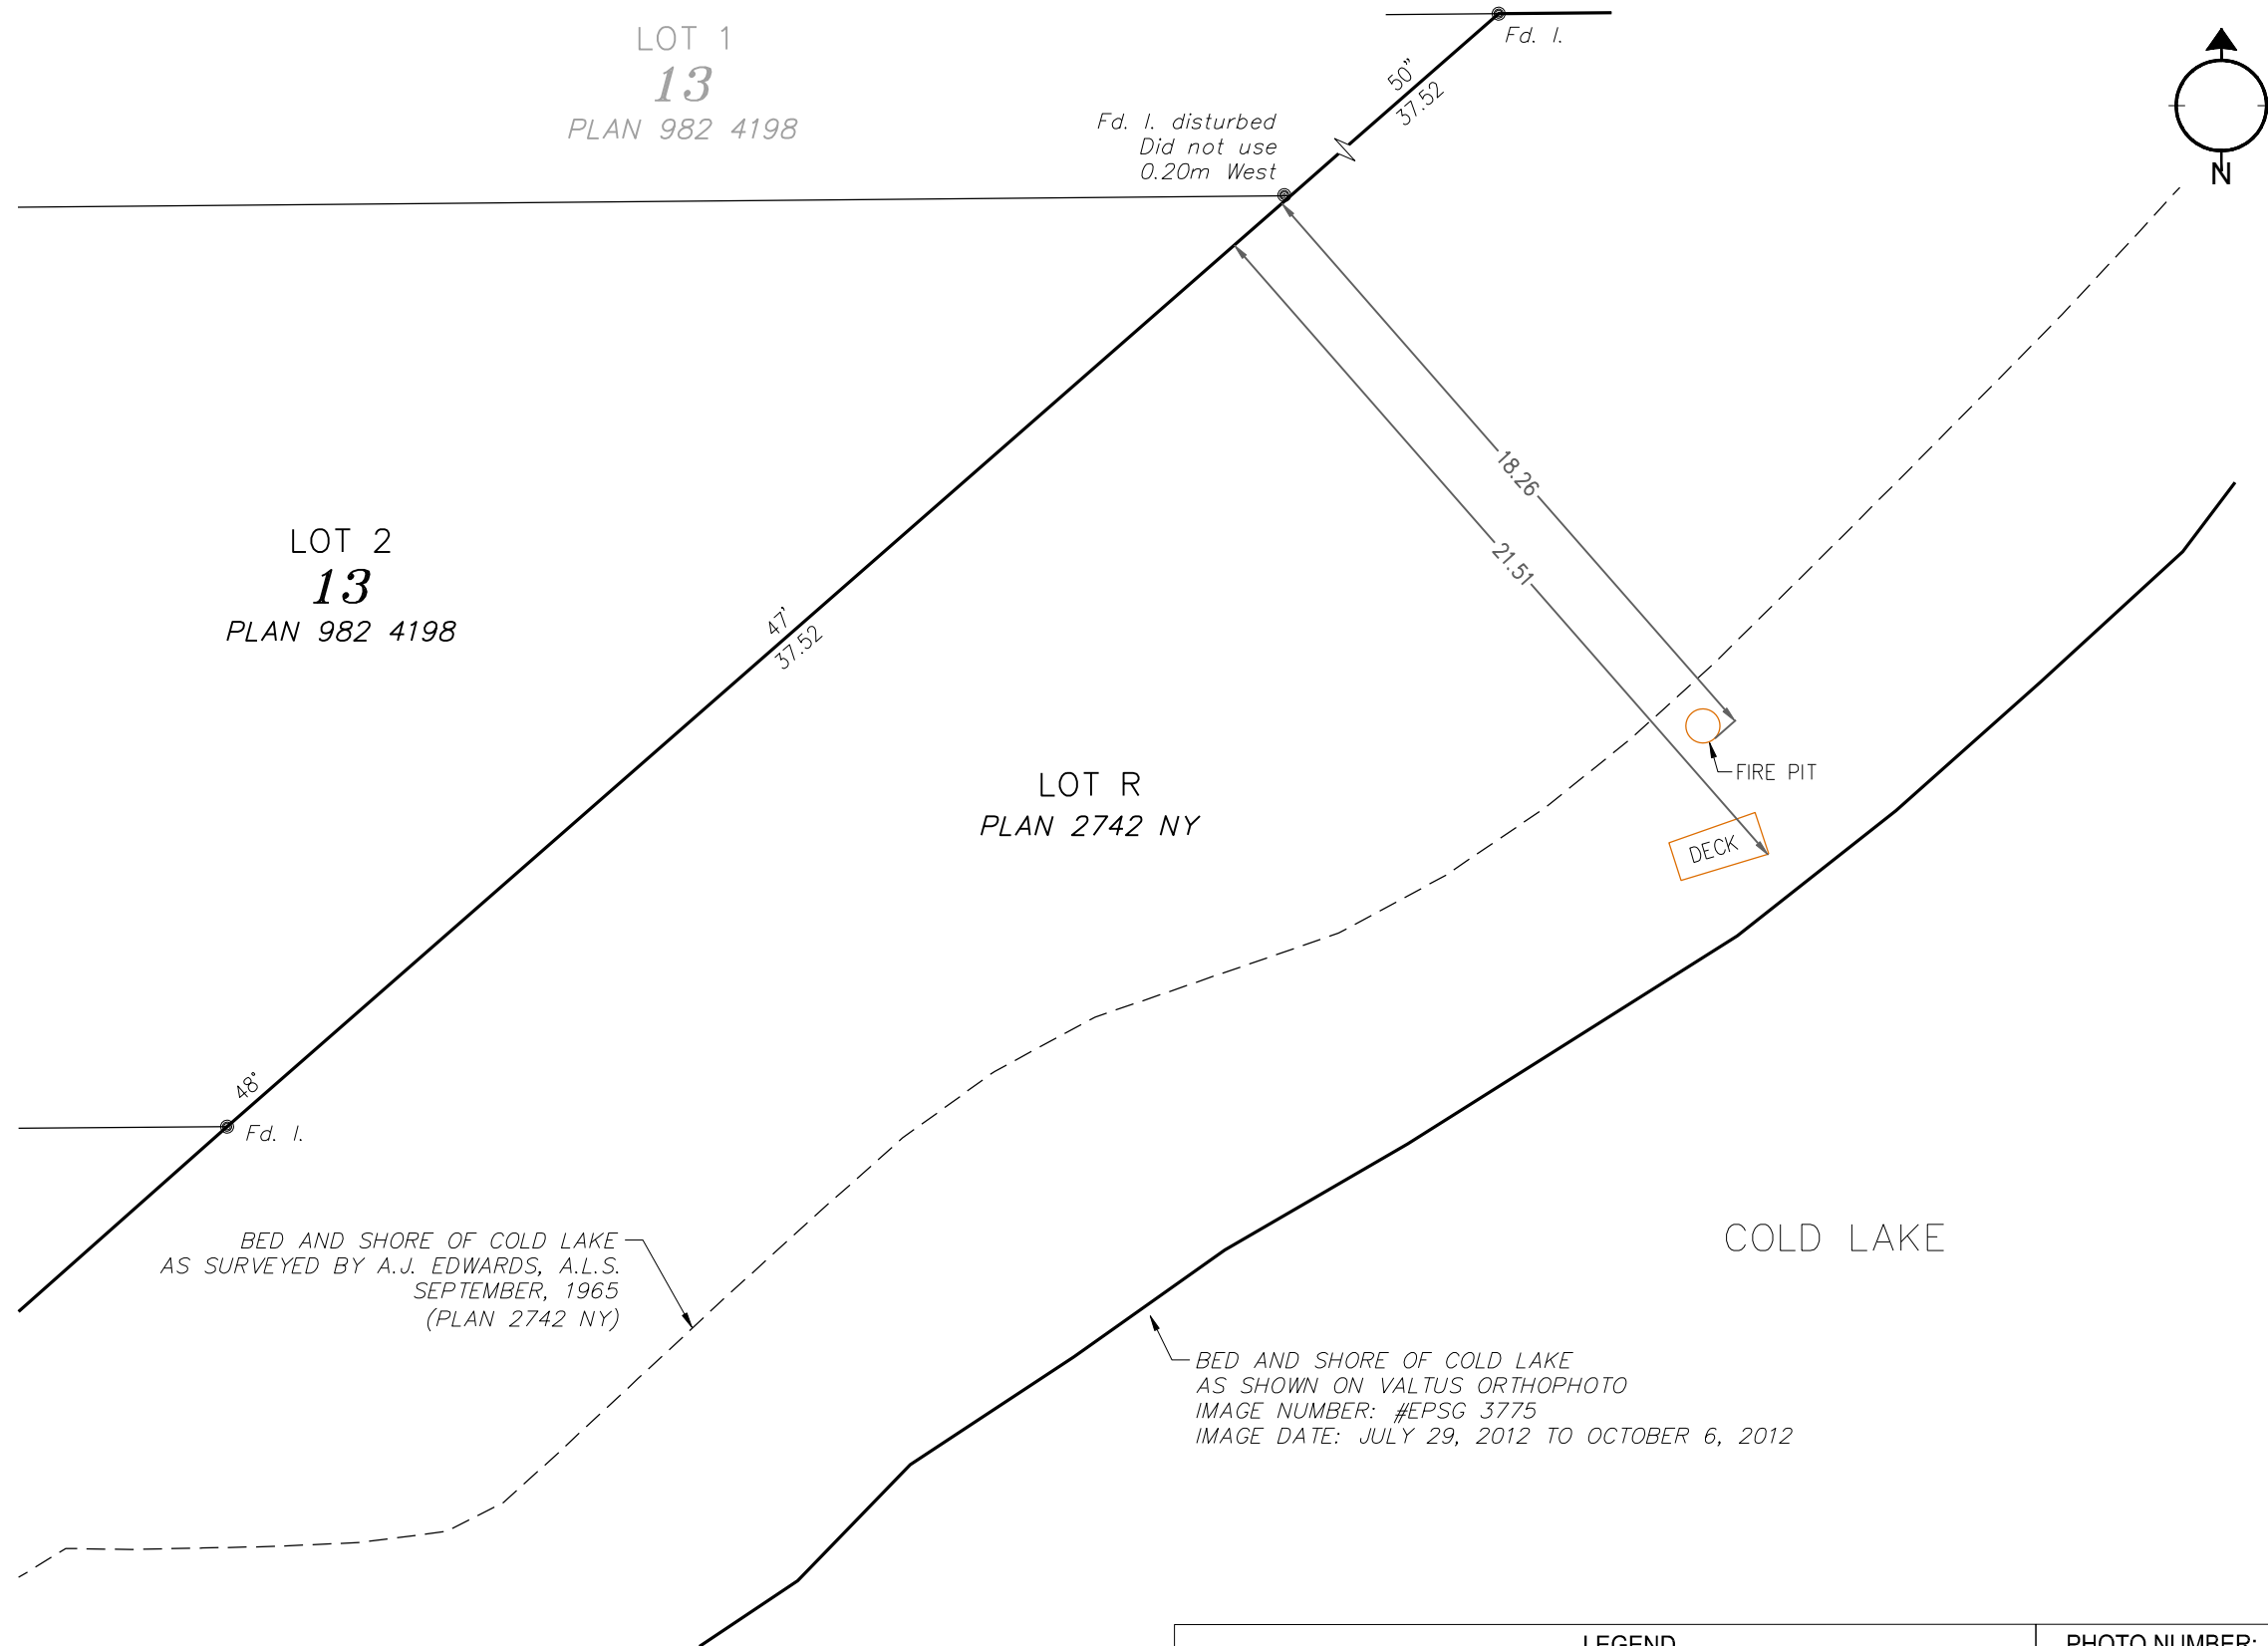 LOT 1
13
PLAN 982 4198
Fd. I.
50"
37.52
Fd. I. disturbed
Did not use
0.20m West
N
18.26
21.51
LOT 2
13
PLAN 982 4198
47'
37.52
LOT R
PLAN 2742 NY
FIRE PIT
DECK
48°
Fd. I.
BED AND SHORE OF COLD LAKE
AS SURVEYED BY A.J. EDWARDS, A.L.S.
SEPTEMBER, 1965
(PLAN 2742 NY)
COLD LAKE
BED AND SHORE OF COLD LAKE
AS SHOWN ON VALTUS ORTHOPHOTO
IMAGE NUMBER: #EPSG 3775
IMAGE DATE: JULY 29, 2012 TO OCTOBER 6, 2012
LEGEND
PHOTO NUMBER: